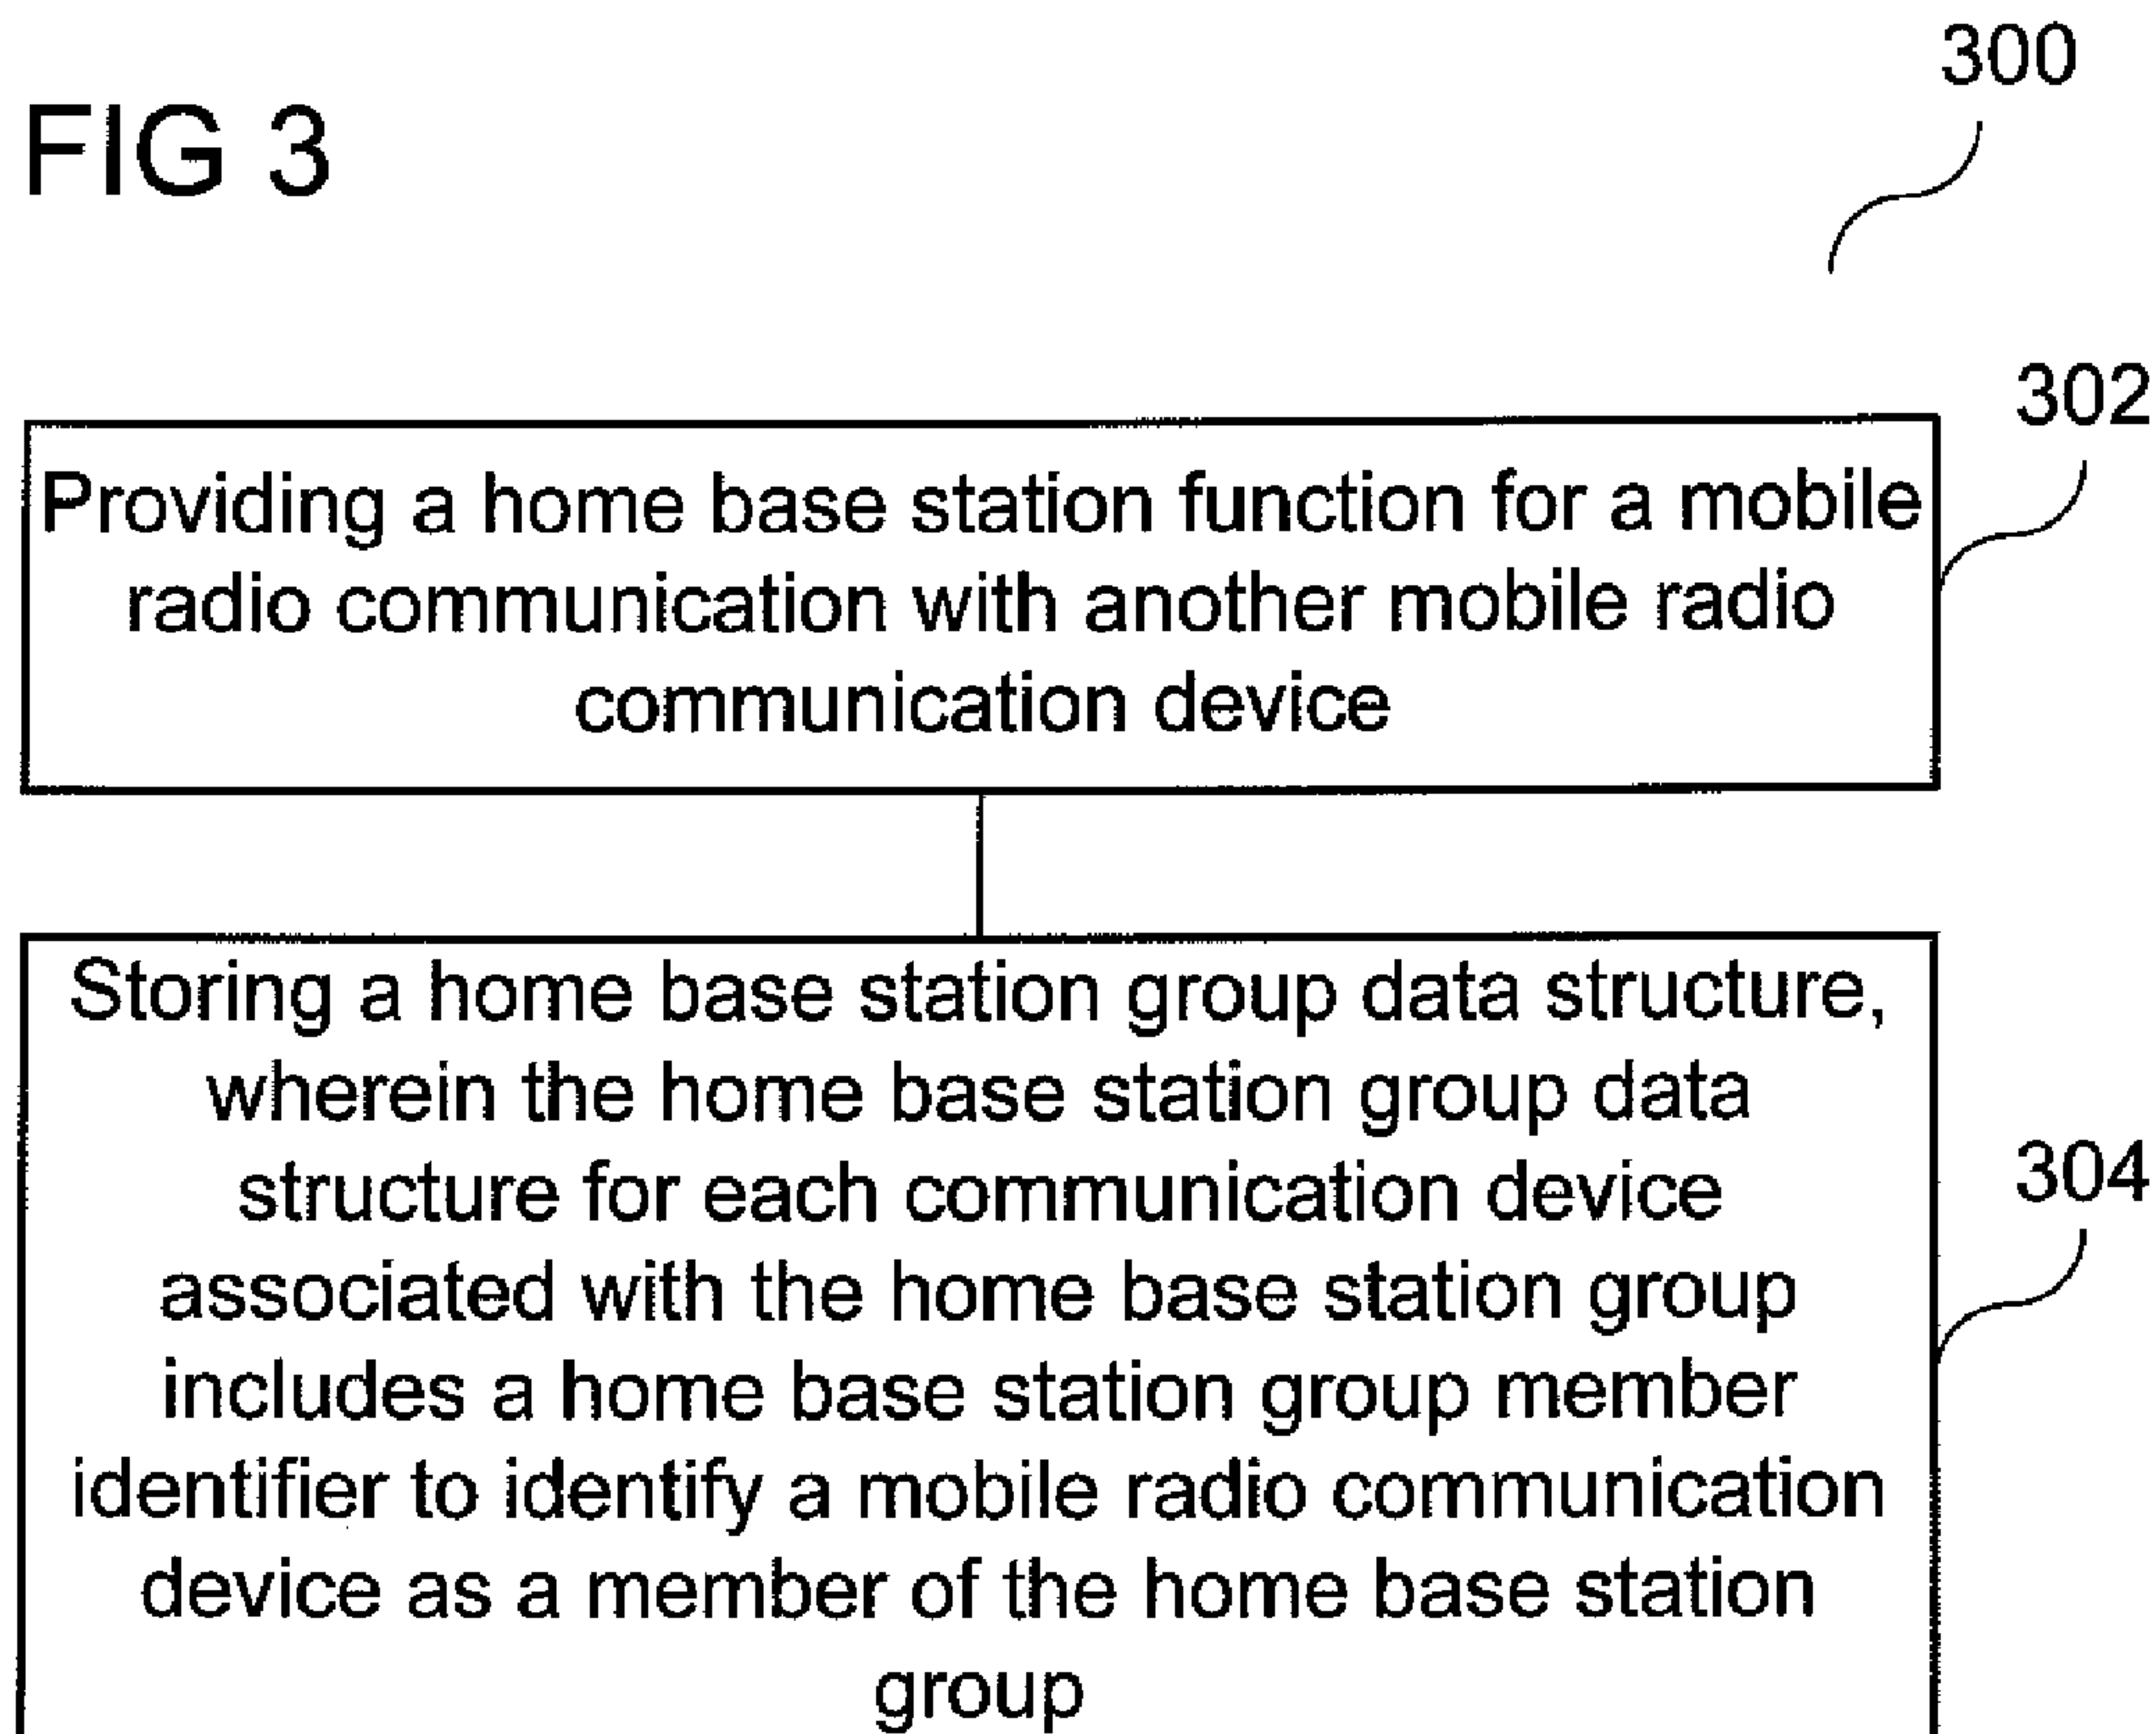 300
FIG 3
302
Providing a home base station function for a mobile
radio communication with another mobile radio
communication device
Storing a home base station group data structure,
wherein the home base station group data
structure for each communication device
304
associated with the home base station group
includes a home base station group member
identifier to identify a mobile radio communication
device as a member of the home base station
group